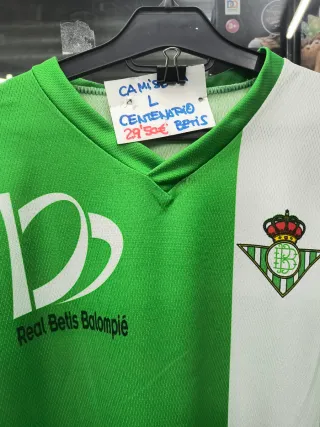 CAMISETA
L
CENTENARIO
29'50€ BETIS
Real Betis Balompié